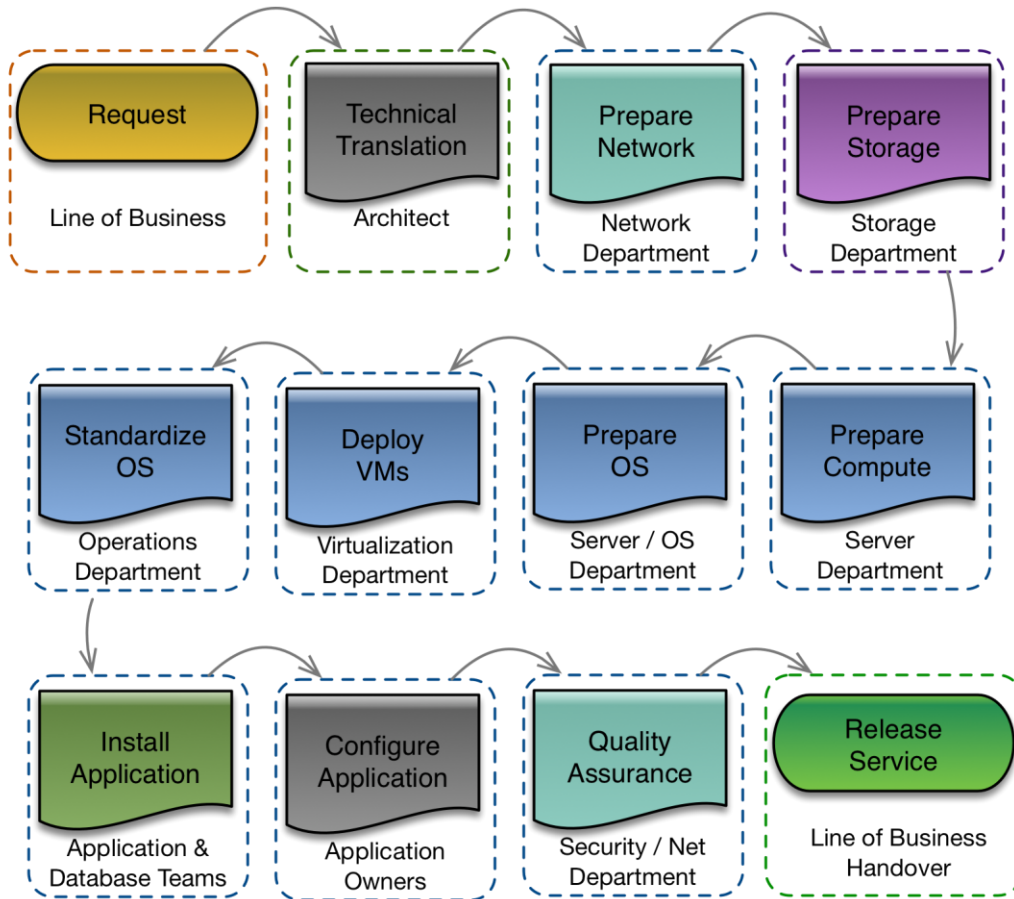 Request
Line of Business
Technical
Translation
Architect
Prepare
Network
Network
Department
Prepare
Storage
Storage
Department
Prepare
Compute
Server
Department
Prepare
OS
Server / OS
Department
Deploy
VMs
Virtualization
Department
Standardize
OS
Operations
Department
Install
Application
Application &
Database Teams
Configure
Application
Application
Owners
Quality
Assurance
Security / Net
Department
Release
Service
Line of Business
Handover